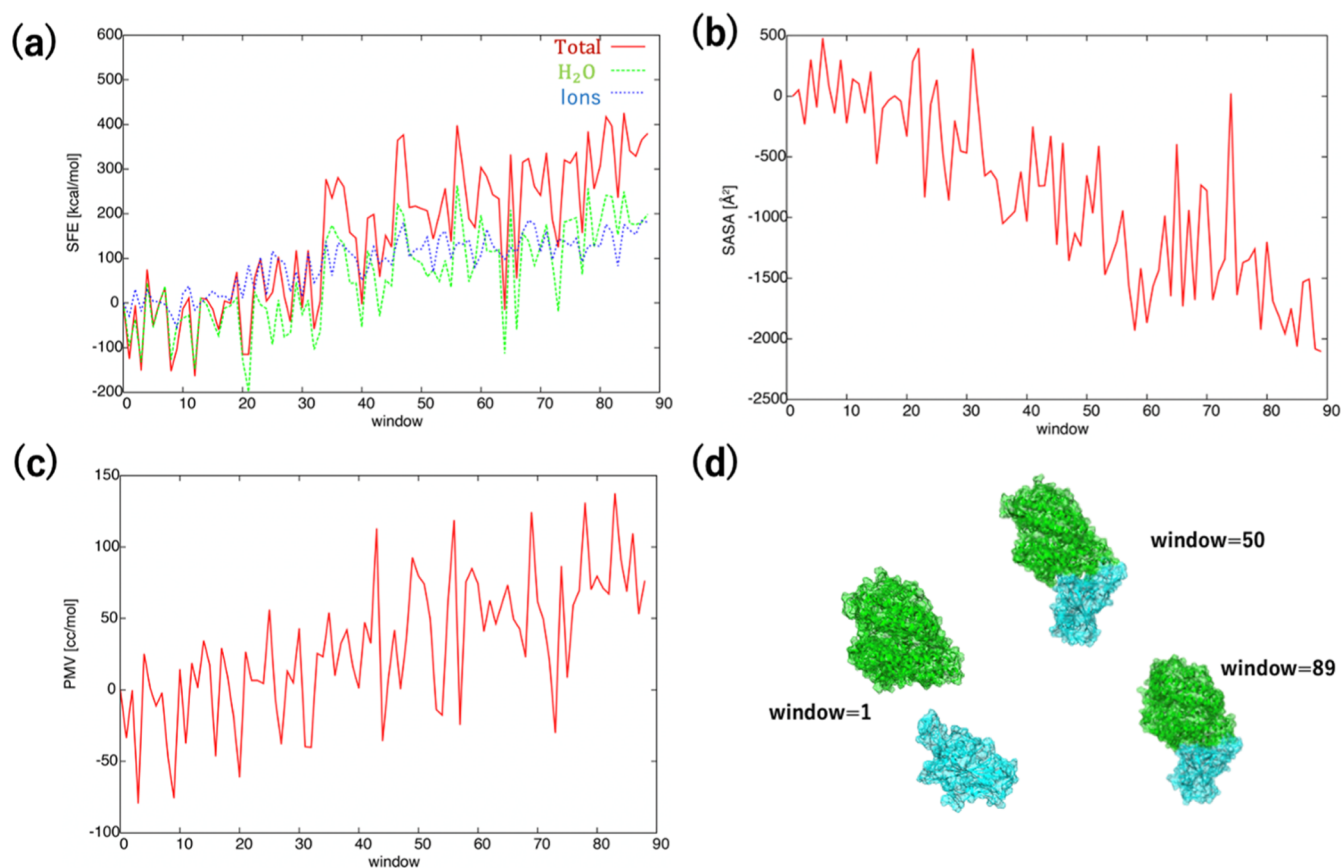 (a)
600
500
400
300
200
100
0
-100
-200
SFE [kcal/mol]
Total
H₂O
Ions
0 10 20 30 40 50 60 70 80 90
window
(b)
500
0
-500
-1000
-1500
-2000
-2500
SASA [Å²]
0 10 20 30 40 50 60 70 80 90
window
(c)
150
100
50
0
-50
-100
PMV [cc/mol]
0 10 20 30 40 50 60 70 80 90
window
(d)
window=50
window=89
window=1